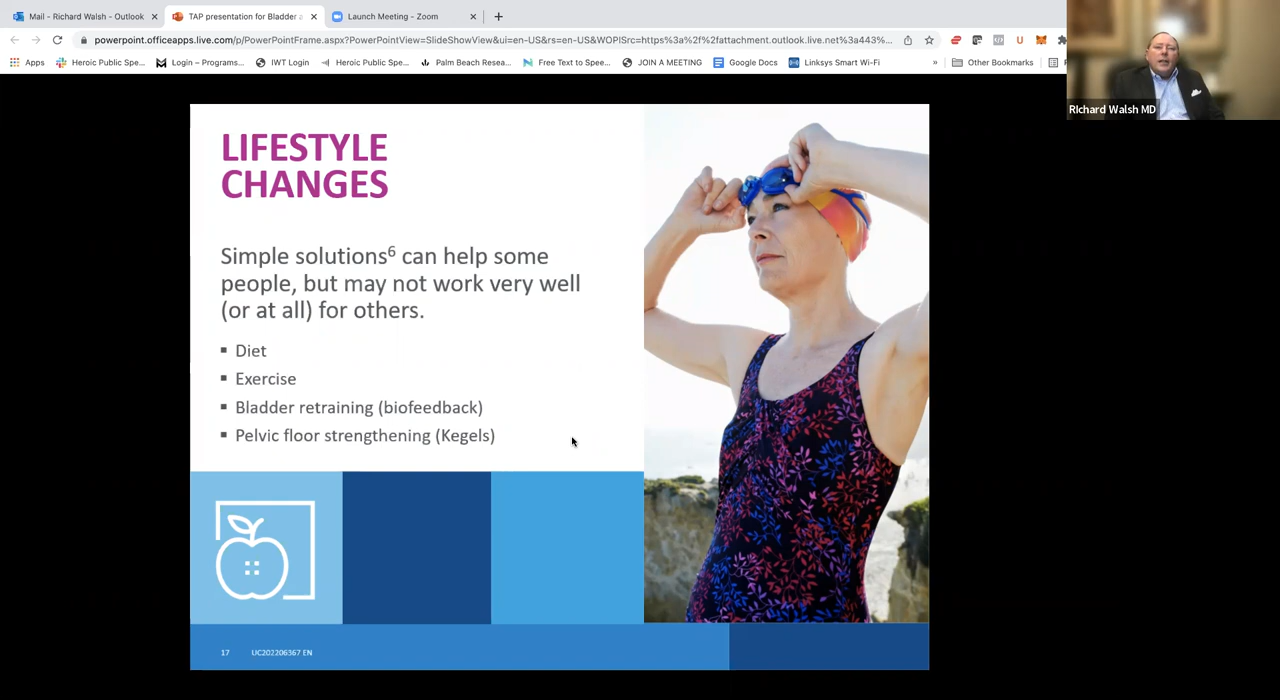 Mail - Richard Walsh - Outlook
TAP presentation for Bladder a
Launch Meeting - Zoom
powerpoint.officeapps.live.com/p/PowerPointFrame.aspx?PowerPointView=SlideShowView&ui=en-US&rs=en-US&WOPISrc=https%3a%2f%2fattachment.outlook.live.net%3a443%...
Apps
Heroic Public Spe...
Login – Programs...
IWT Login
Heroic Public Spe...
Palm Beach Resea...
Free Text to Spee...
JOIN A MEETING
Google Docs
Linksys Smart Wi-Fi
»
Other Bookmarks
RIchard Walsh MD
LIFESTYLE
CHANGES
Simple solutions⁶ can help some
people, but may not work very well
(or at all) for others.
▪ Diet
▪ Exercise
▪ Bladder retraining (biofeedback)
▪ Pelvic floor strengthening (Kegels)
17 UC202206367 EN